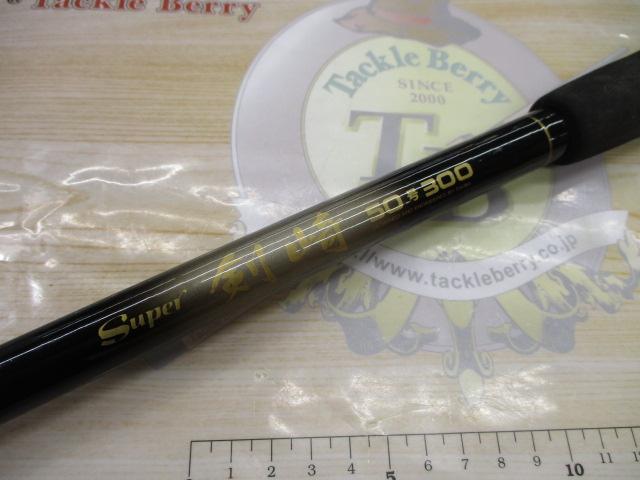 Tackle Berry
Tackle Berry
SINCE
2000
TB
www.tackleberry.co.jp
Super 剣崎 50号300
1 2 3 4 5 6 7 8 9 10 11